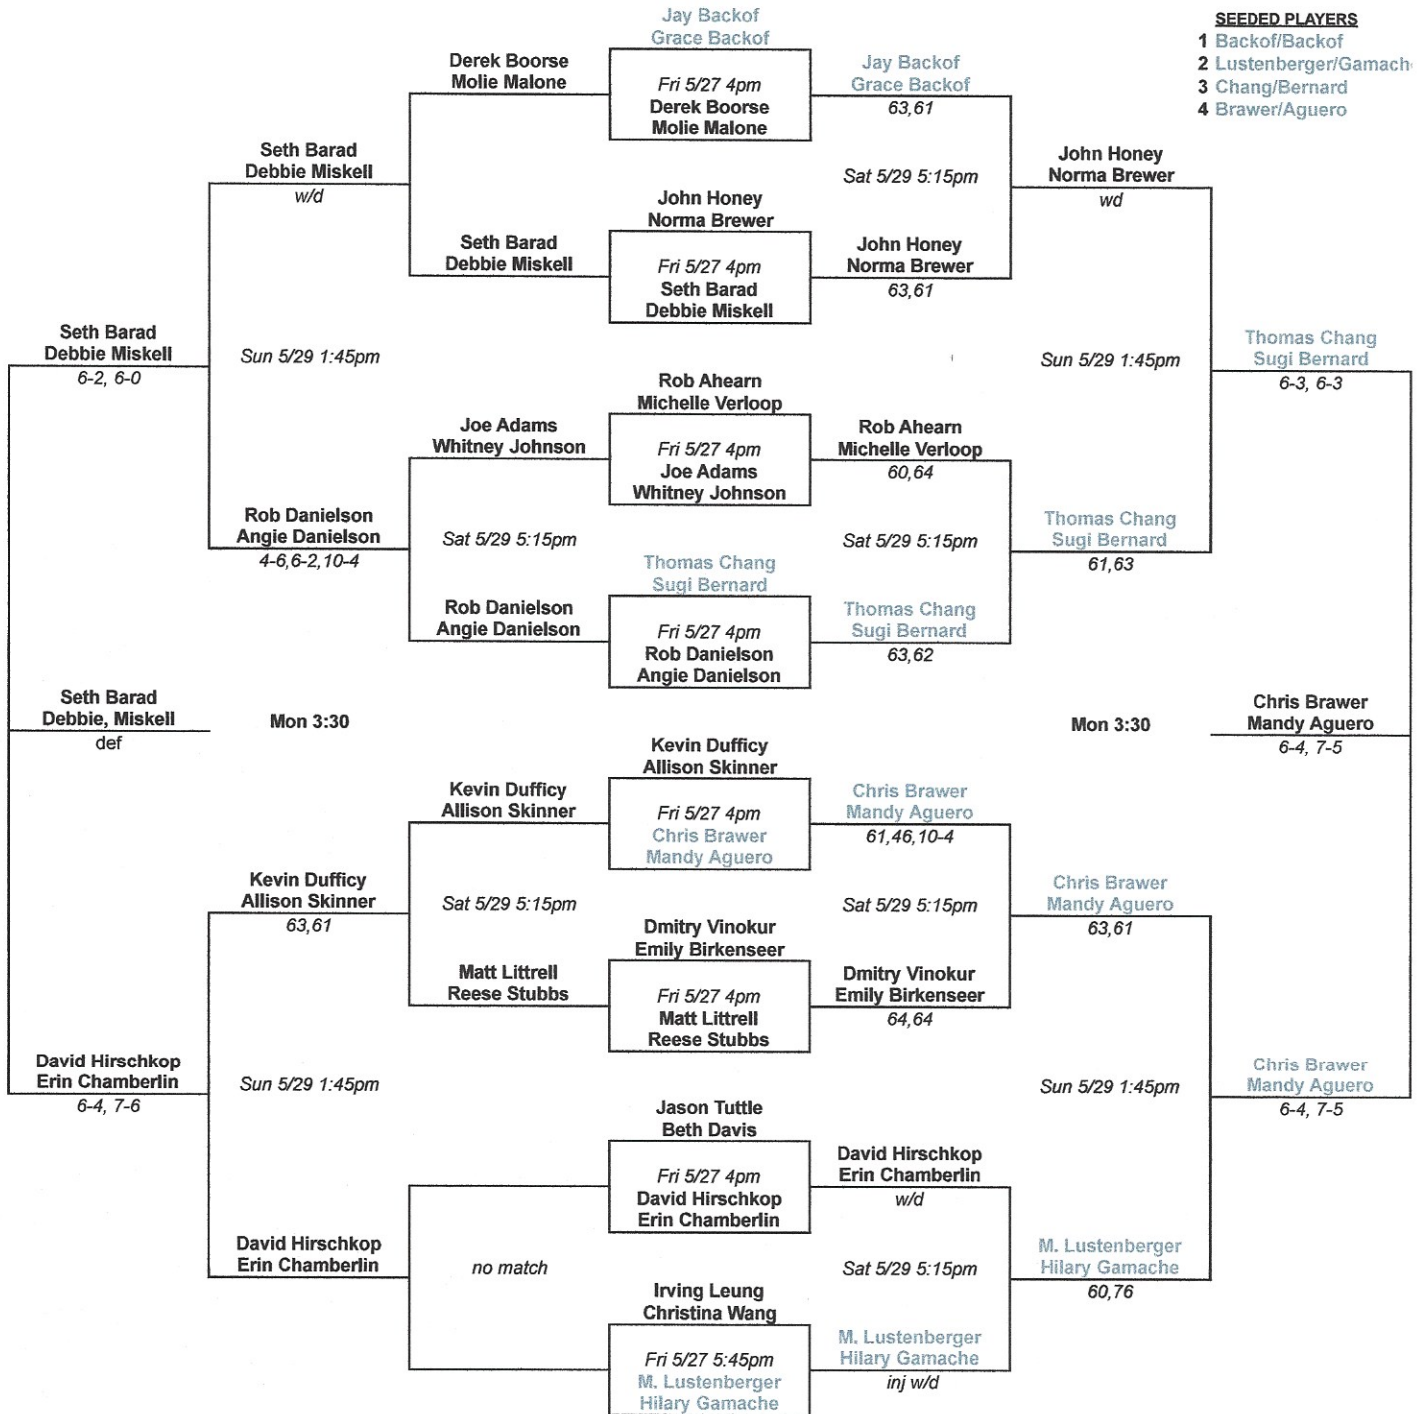 Jay Backof
Grace Backof
SEEDED PLAYERS
1 Backof/Backof
2 Lustenberger/Gamach
3 Chang/Bernard
4 Brawer/Aguero
Derek Boorse
Molie Malone
Fri 5/27 4pm
Derek Boorse
Molie Malone
Jay Backof
Grace Backof
63,61
Seth Barad
Debbie Miskell
w/d
Sat 5/29 5:15pm
John Honey
Norma Brewer
wd
John Honey
Norma Brewer
Seth Barad
Debbie Miskell
Fri 5/27 4pm
Seth Barad
Debbie Miskell
John Honey
Norma Brewer
63,61
Seth Barad
Debbie Miskell
6-2, 6-0
Sun 5/29 1:45pm
Sun 5/29 1:45pm
Thomas Chang
Sugi Bernard
6-3, 6-3
Rob Ahearn
Michelle Verloop
Joe Adams
Whitney Johnson
Fri 5/27 4pm
Joe Adams
Whitney Johnson
Rob Ahearn
Michelle Verloop
60,64
Rob Danielson
Angie Danielson
4-6,6-2,10-4
Sat 5/29 5:15pm
Sat 5/29 5:15pm
Thomas Chang
Sugi Bernard
61,63
Thomas Chang
Sugi Bernard
Rob Danielson
Angie Danielson
Fri 5/27 4pm
Rob Danielson
Angie Danielson
Thomas Chang
Sugi Bernard
63,62
Seth Barad
Debbie, Miskell
def
Mon 3:30
Mon 3:30
Chris Brawer
Mandy Aguero
6-4, 7-5
Kevin Dufficy
Allison Skinner
Kevin Dufficy
Allison Skinner
Fri 5/27 4pm
Chris Brawer
Mandy Aguero
Chris Brawer
Mandy Aguero
61,46,10-4
Kevin Dufficy
Allison Skinner
63,61
Sat 5/29 5:15pm
Sat 5/29 5:15pm
Chris Brawer
Mandy Aguero
63,61
Dmitry Vinokur
Emily Birkenseer
Matt Littrell
Reese Stubbs
Fri 5/27 4pm
Matt Littrell
Reese Stubbs
Dmitry Vinokur
Emily Birkenseer
64,64
David Hirschkop
Erin Chamberlin
6-4, 7-6
Sun 5/29 1:45pm
Sun 5/29 1:45pm
Chris Brawer
Mandy Aguero
6-4, 7-5
Jason Tuttle
Beth Davis
Fri 5/27 4pm
David Hirschkop
Erin Chamberlin
David Hirschkop
Erin Chamberlin
w/d
David Hirschkop
Erin Chamberlin
no match
Sat 5/29 5:15pm
M. Lustenberger
Hilary Gamache
60,76
Irving Leung
Christina Wang
Fri 5/27 5:45pm
M. Lustenberger
Hilary Gamache
M. Lustenberger
Hilary Gamache
inj w/d